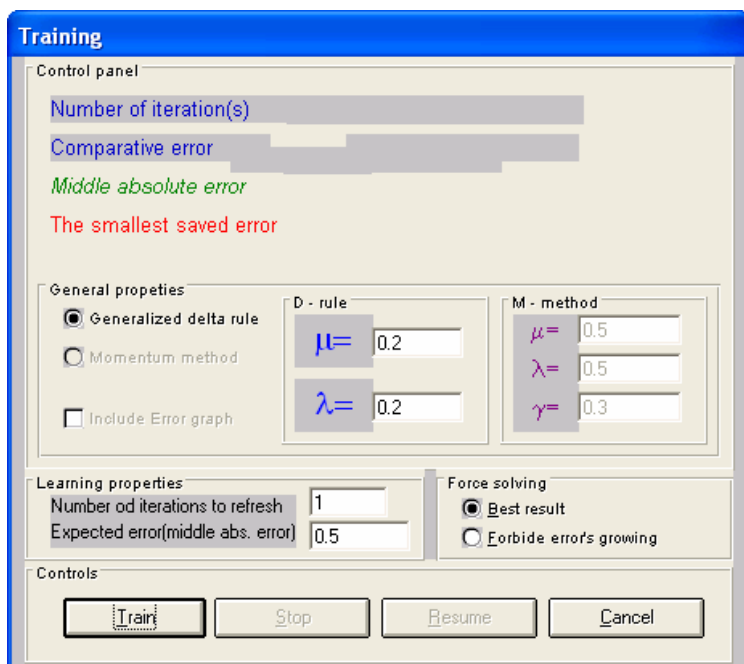 Training
Control panel
Number of iteration(s)
Comparative error
Middle absolute error
The smallest saved error
General propeties
Generalized delta rule
Momentum method
Include Error graph
D - rule
μ= 0.2
λ= 0.2
M - method
μ= 0.5
λ= 0.5
γ= 0.3
Learning properties
Number od iterations to refresh 1
Expected error(middle abs. error) 0.5
Force solving
Best result
Forbide error's growing
Controls
Train Stop Resume Cancel